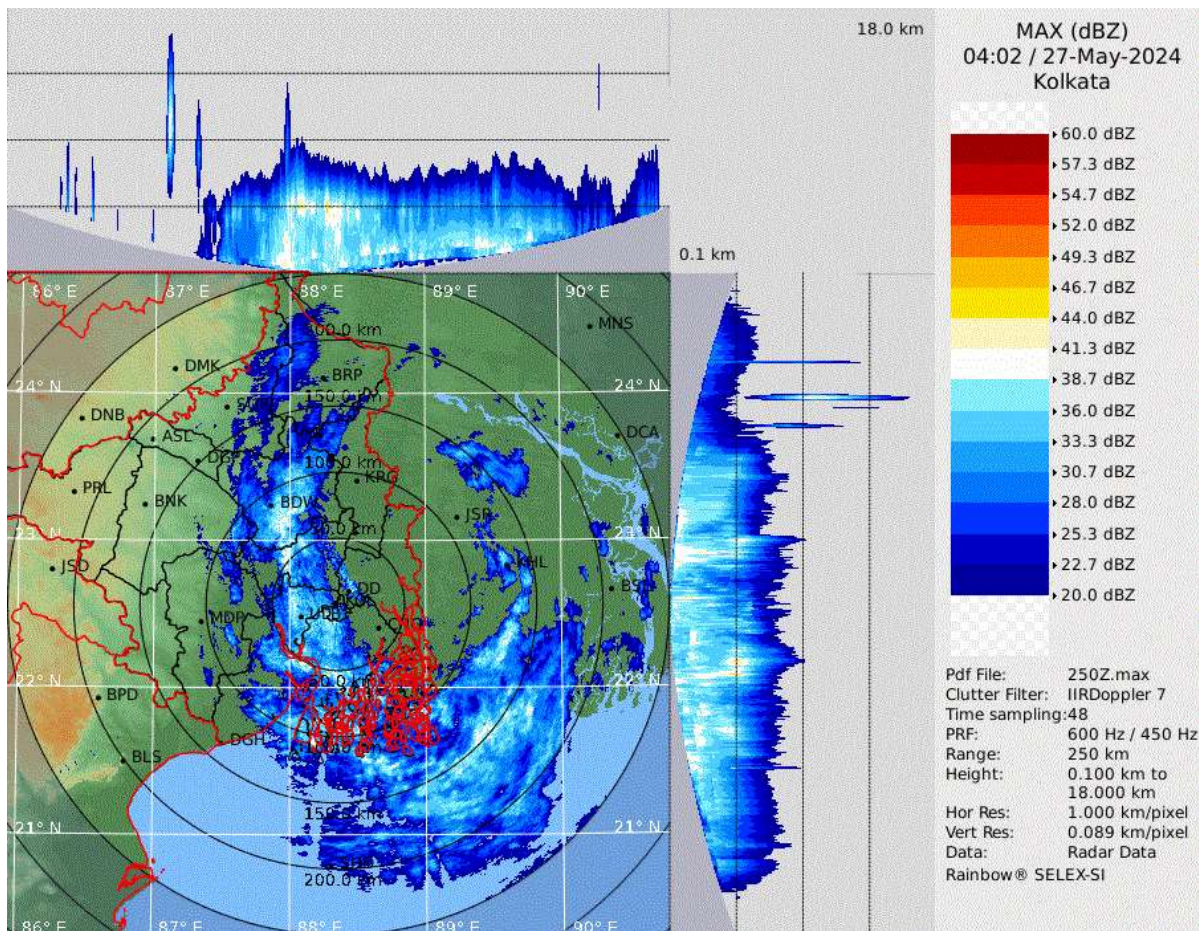 18.0 km
0.1 km
MAX (dBZ)
04:02 / 27-May-2024
Kolkata
60.0 dBZ
57.3 dBZ
54.7 dBZ
52.0 dBZ
49.3 dBZ
46.7 dBZ
44.0 dBZ
41.3 dBZ
38.7 dBZ
36.0 dBZ
33.3 dBZ
30.7 dBZ
28.0 dBZ
25.3 dBZ
22.7 dBZ
20.0 dBZ
86° E 87° E 88° E 89° E 90° E
MNS
DMK
BRP
24° N 24° N
150.0 km
DNB
ASL
DCA
100.0 km
PRL
BNK
BDW
KRG
JSR
23° N 23° N
JSD
KHL
MDP
22° N 22° N
BPD
DGH
BLS
150.0 km
21° N 21° N
200.0 km
86° E 87° E 88° E 89° E 90° E
Pdf File: 250Z.max
Clutter Filter: IIRDoppler 7
Time sampling:48
PRF: 600 Hz / 450 Hz
Range: 250 km
Height: 0.100 km to
18.000 km
Hor Res: 1.000 km/pixel
Vert Res: 0.089 km/pixel
Data: Radar Data
Rainbow® SELEX-SI